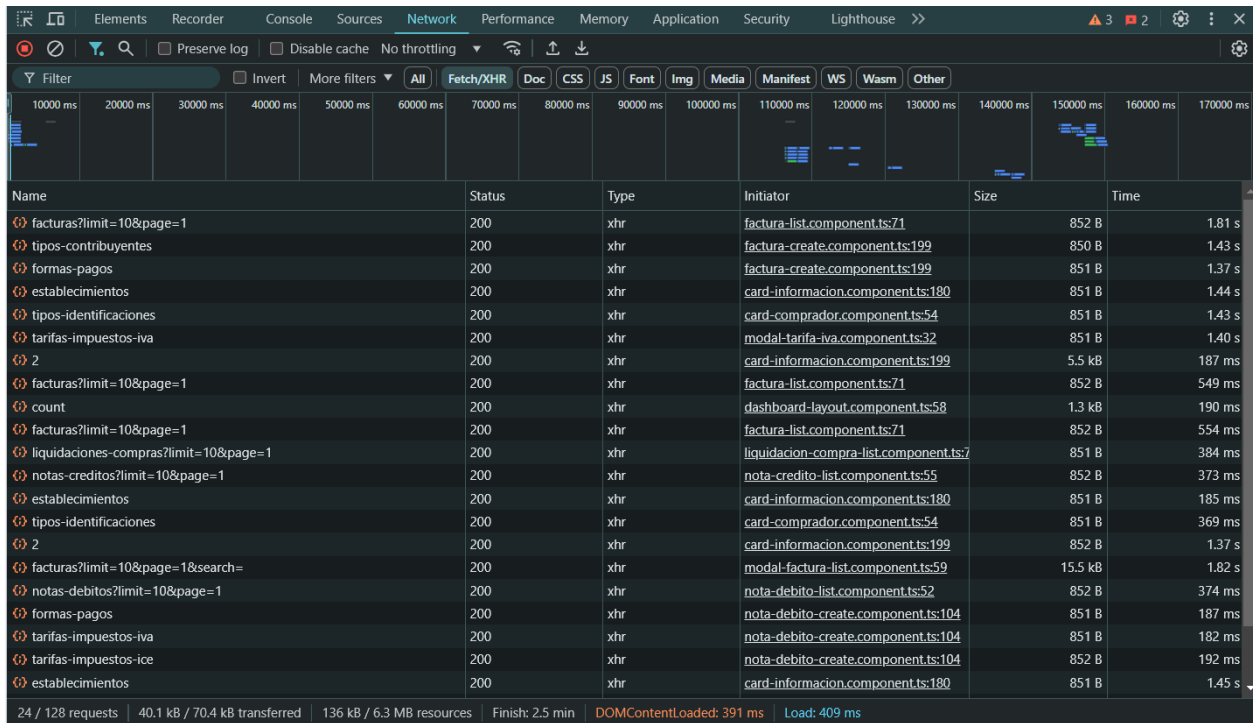 Elements Recorder Console Sources Network Performance Memory Application Security Lighthouse 3 2
Preserve log Disable cache No throttling
Filter Invert More filters All Fetch/XHR Doc CSS JS Font Img Media Manifest WS Wasm Other
10000 ms 20000 ms 30000 ms 40000 ms 50000 ms 60000 ms 70000 ms 80000 ms 90000 ms 100000 ms 110000 ms 120000 ms 130000 ms 140000 ms 150000 ms 160000 ms 170000 ms
Name Status Type Initiator Size Time
facturas?limit=10&page=1 200 xhr factura-list.component.ts:71 852 B 1.81 s
tipos-contribuyentes 200 xhr factura-create.component.ts:199 850 B 1.43 s
formas-pagos 200 xhr factura-create.component.ts:199 851 B 1.37 s
establecimientos 200 xhr card-informacion.component.ts:180 851 B 1.44 s
tipos-identificaciones 200 xhr card-comprador.component.ts:54 851 B 1.43 s
tarifas-impuestos-iva 200 xhr modal-tarifa-iva.component.ts:32 851 B 1.40 s
2 200 xhr card-informacion.component.ts:199 5.5 kB 187 ms
facturas?limit=10&page=1 200 xhr factura-list.component.ts:71 852 B 549 ms
count 200 xhr dashboard-layout.component.ts:58 1.3 kB 190 ms
facturas?limit=10&page=1 200 xhr factura-list.component.ts:71 852 B 554 ms
liquidaciones-compras?limit=10&page=1 200 xhr liquidacion-compra-list.component.ts:7 851 B 384 ms
notas-creditos?limit=10&page=1 200 xhr nota-credito-list.component.ts:55 852 B 373 ms
establecimientos 200 xhr card-informacion.component.ts:180 851 B 185 ms
tipos-identificaciones 200 xhr card-comprador.component.ts:54 851 B 369 ms
2 200 xhr card-informacion.component.ts:199 852 B 1.37 s
facturas?limit=10&page=1&search= 200 xhr modal-factura-list.component.ts:59 15.5 kB 1.82 s
notas-debitos?limit=10&page=1 200 xhr nota-debito-list.component.ts:52 852 B 374 ms
formas-pagos 200 xhr nota-debito-create.component.ts:104 851 B 187 ms
tarifas-impuestos-iva 200 xhr nota-debito-create.component.ts:104 851 B 182 ms
tarifas-impuestos-ice 200 xhr nota-debito-create.component.ts:104 852 B 192 ms
establecimientos 200 xhr card-informacion.component.ts:180 851 B 1.45 s
24 / 128 requests 40.1 kB / 70.4 kB transferred 136 kB / 6.3 MB resources Finish: 2.5 min DOMContentLoaded: 391 ms Load: 409 ms